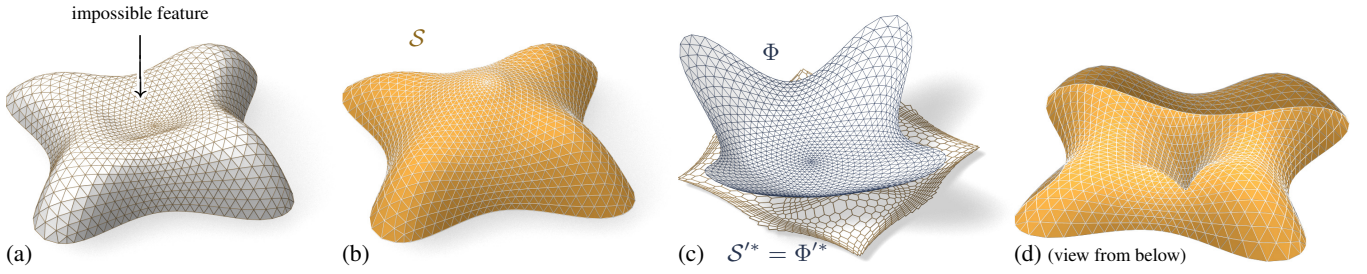 impossible feature
𝒮
Φ
(a)
(b)
(c)
𝒮′* = Φ′*
(d) (view from below)